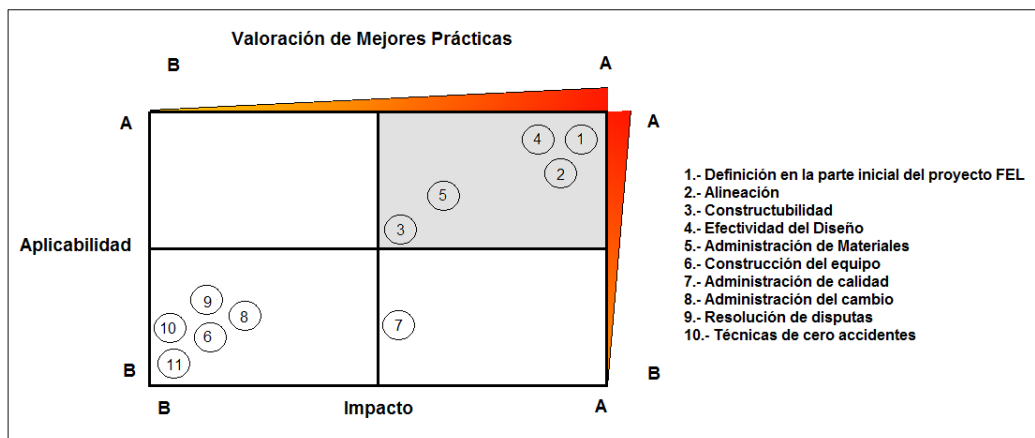 Valoración de Mejores Prácticas
B
A
A
A
4
1
2
5
3
Aplicabilidad
9
8
10
6
7
11
B
B
B
Impacto
A
1.- Definición en la parte inicial del proyecto FEL
2.- Alineación
3.- Constructubilidad
4.- Efectividad del Diseño
5.- Administración de Materiales
6.- Construcción del equipo
7.- Administración de calidad
8.- Administración del cambio
9.- Resolución de disputas
10.- Técnicas de cero accidentes